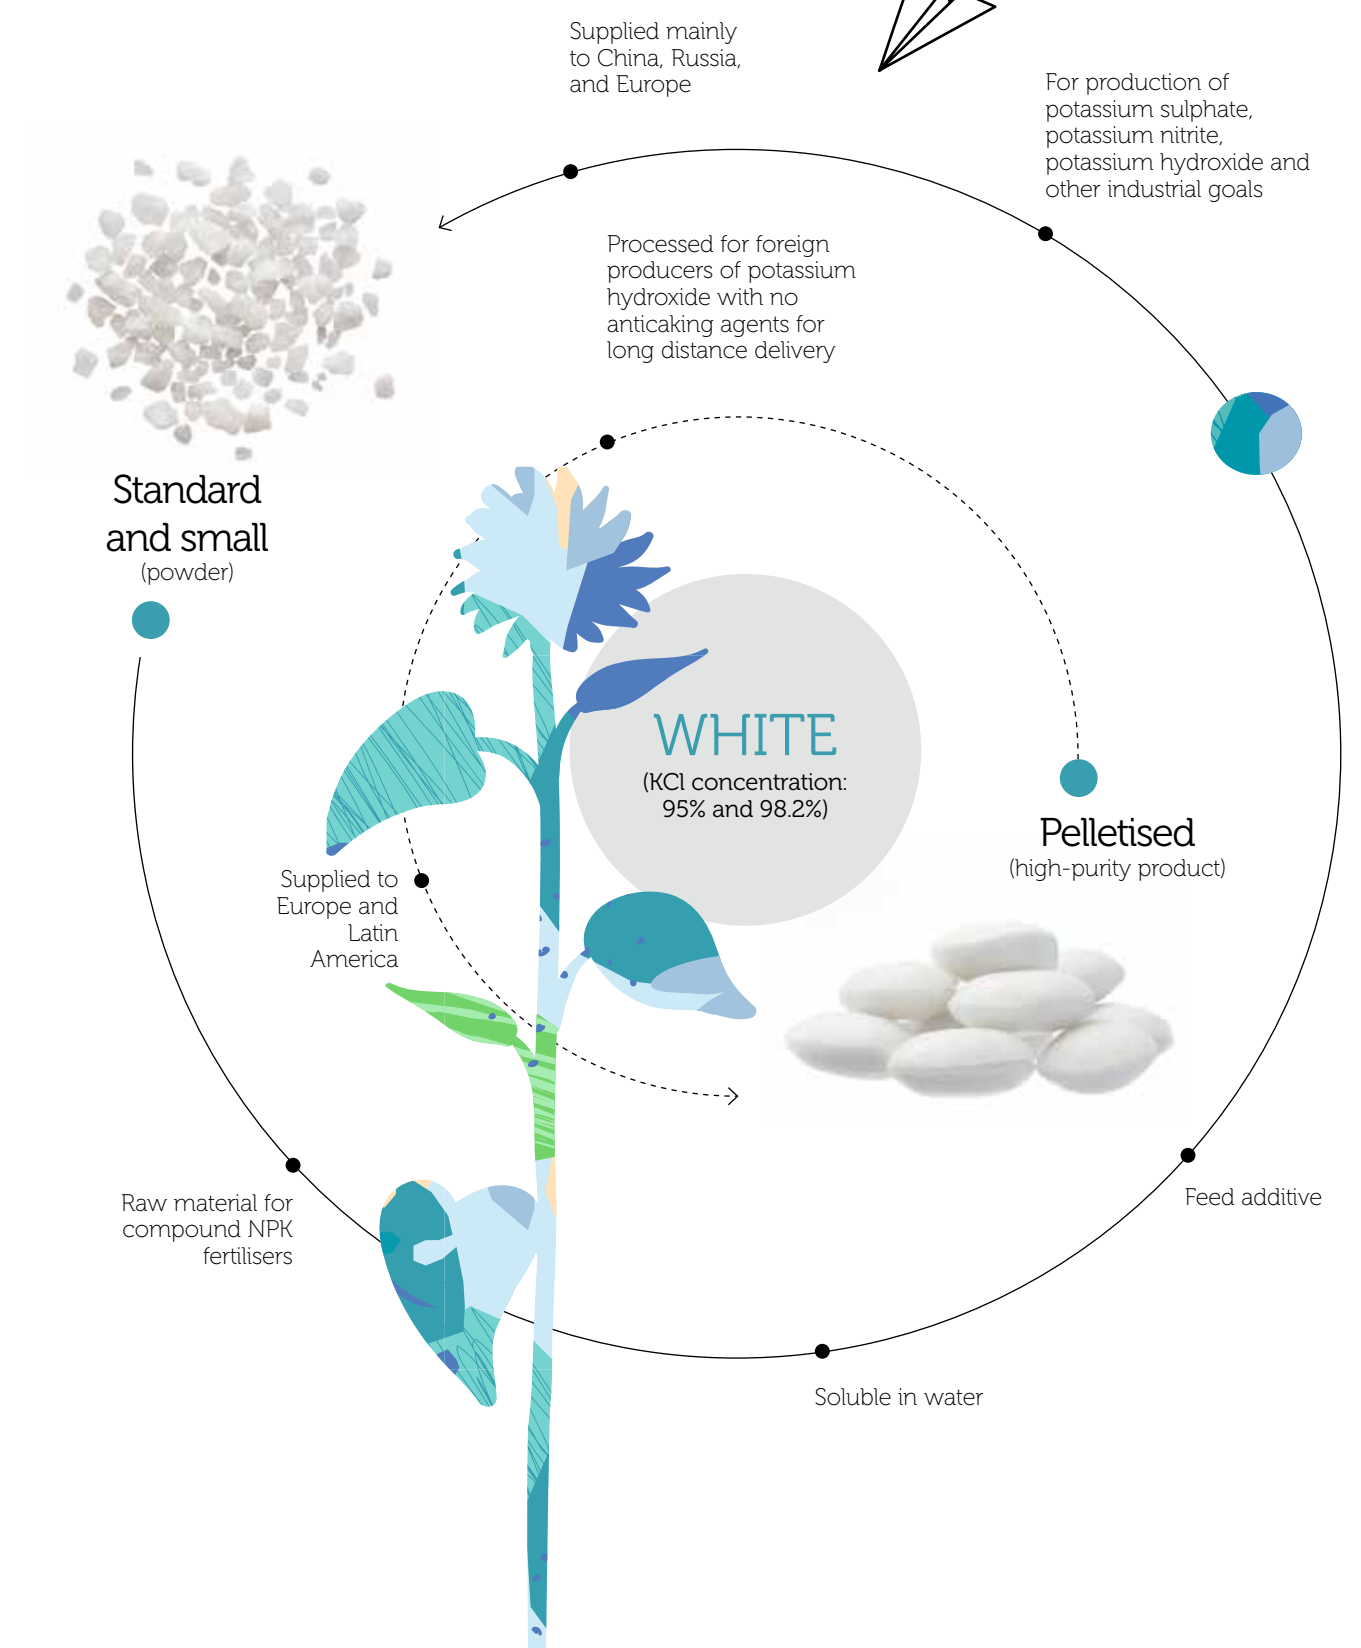 Supplied mainly
to China, Russia,
and Europe
For production of
potassium sulphate,
potassium nitrite,
potassium hydroxide and
other industrial goals
Processed for foreign
producers of potassium
hydroxide with no
anticaking agents for
long distance delivery
Standard
and small
(powder)
WHITE
(KCl concentration:
95% and 98.2%)
Pelletised
(high-purity product)
Supplied to
Europe and
Latin
America
Raw material for
compound NPK
fertilisers
Feed additive
Soluble in water